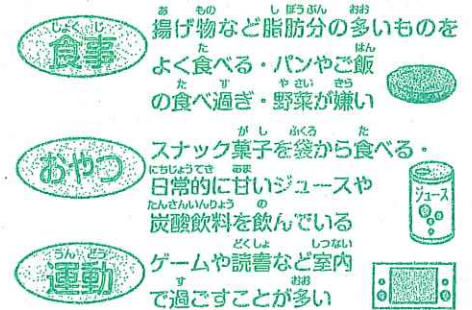 食事
揚げ物など脂肪分の多いものを
よく食べる・パンやご飯
の食べ過ぎ・野菜が嫌い
おやつ
スナック菓子を袋から食べる・
日常的に甘いジュースや
炭酸飲料を飲んでいる
ジュース
運動
ゲームや読書など室内
で過ごすことが多い